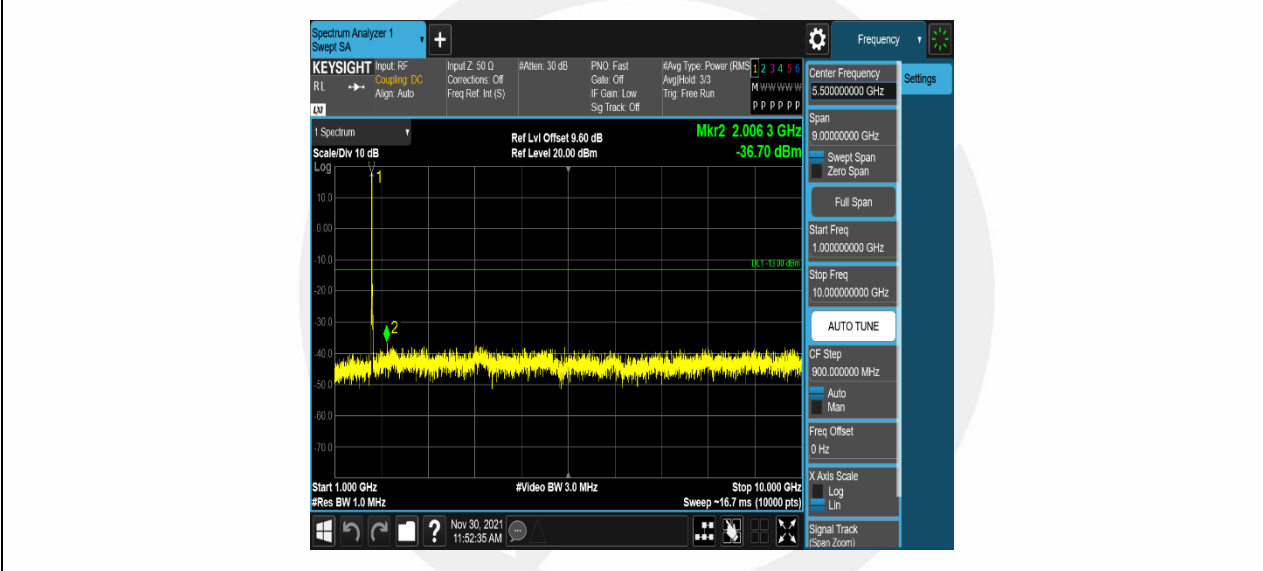 Spectrum Analyzer 1
Swept SA
+
Frequency
KEYSIGHT
RL
LXI
Input: RF
Coupling: DC
Align: Auto
Input Z: 50 Ω
Corrections: Off
Freq Ref: Int (S)
#Atten: 30 dB
PNO: Fast
Gate: Off
IF Gain: Low
Sig Track: Off
#Avg Type: Power (RMS
Avg|Hold: 3/3
Trig: Free Run
1 2 3 4 5 6
M W W W W W
P P P P P P
1 Spectrum
Scale/Div 10 dB
Log
Ref Lvl Offset 9.60 dB
Ref Level 20.00 dBm
Mkr2 2.006 3 GHz
-36.70 dBm
1
10.0
0.00
-10.0
DL1 -13.00 dBm
-20.0
-30.0
2
-40.0
-50.0
-60.0
-70.0
Start 1.000 GHz
#Res BW 1.0 MHz
#Video BW 3.0 MHz
Stop 10.000 GHz
Sweep ~16.7 ms (10000 pts)
?
Nov 30, 2021
11:52:35 AM
Center Frequency
5.500000000 GHz
Settings
Span
9.00000000 GHz
Swept Span
Zero Span
Full Span
Start Freq
1.000000000 GHz
Stop Freq
10.000000000 GHz
AUTO TUNE
CF Step
900.000000 MHz
Auto
Man
Freq Offset
0 Hz
X Axis Scale
Log
Lin
Signal Track
(Span Zoom)